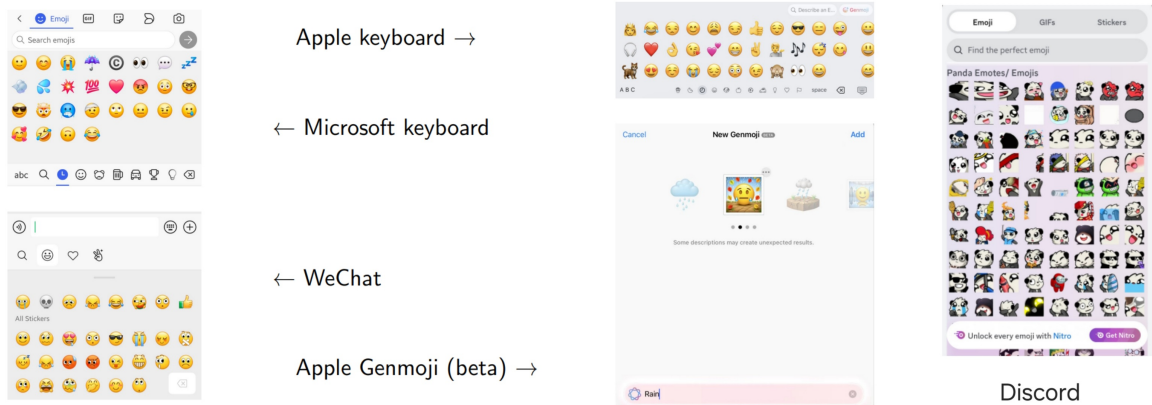 Emoji
GIF
Search emojis
abc
All Stickers
Apple keyboard →
← Microsoft keyboard
← WeChat
Apple Genmoji (beta) →
Describe an E...
Genmoji
A B C
space
Cancel
New Genmoji BETA
Add
Some descriptions may create unexpected results.
Rain
Emoji
GIFs
Stickers
Find the perfect emoji
Panda Emotes/ Emojis
Unlock every emoji with Nitro
Get Nitro
Discord